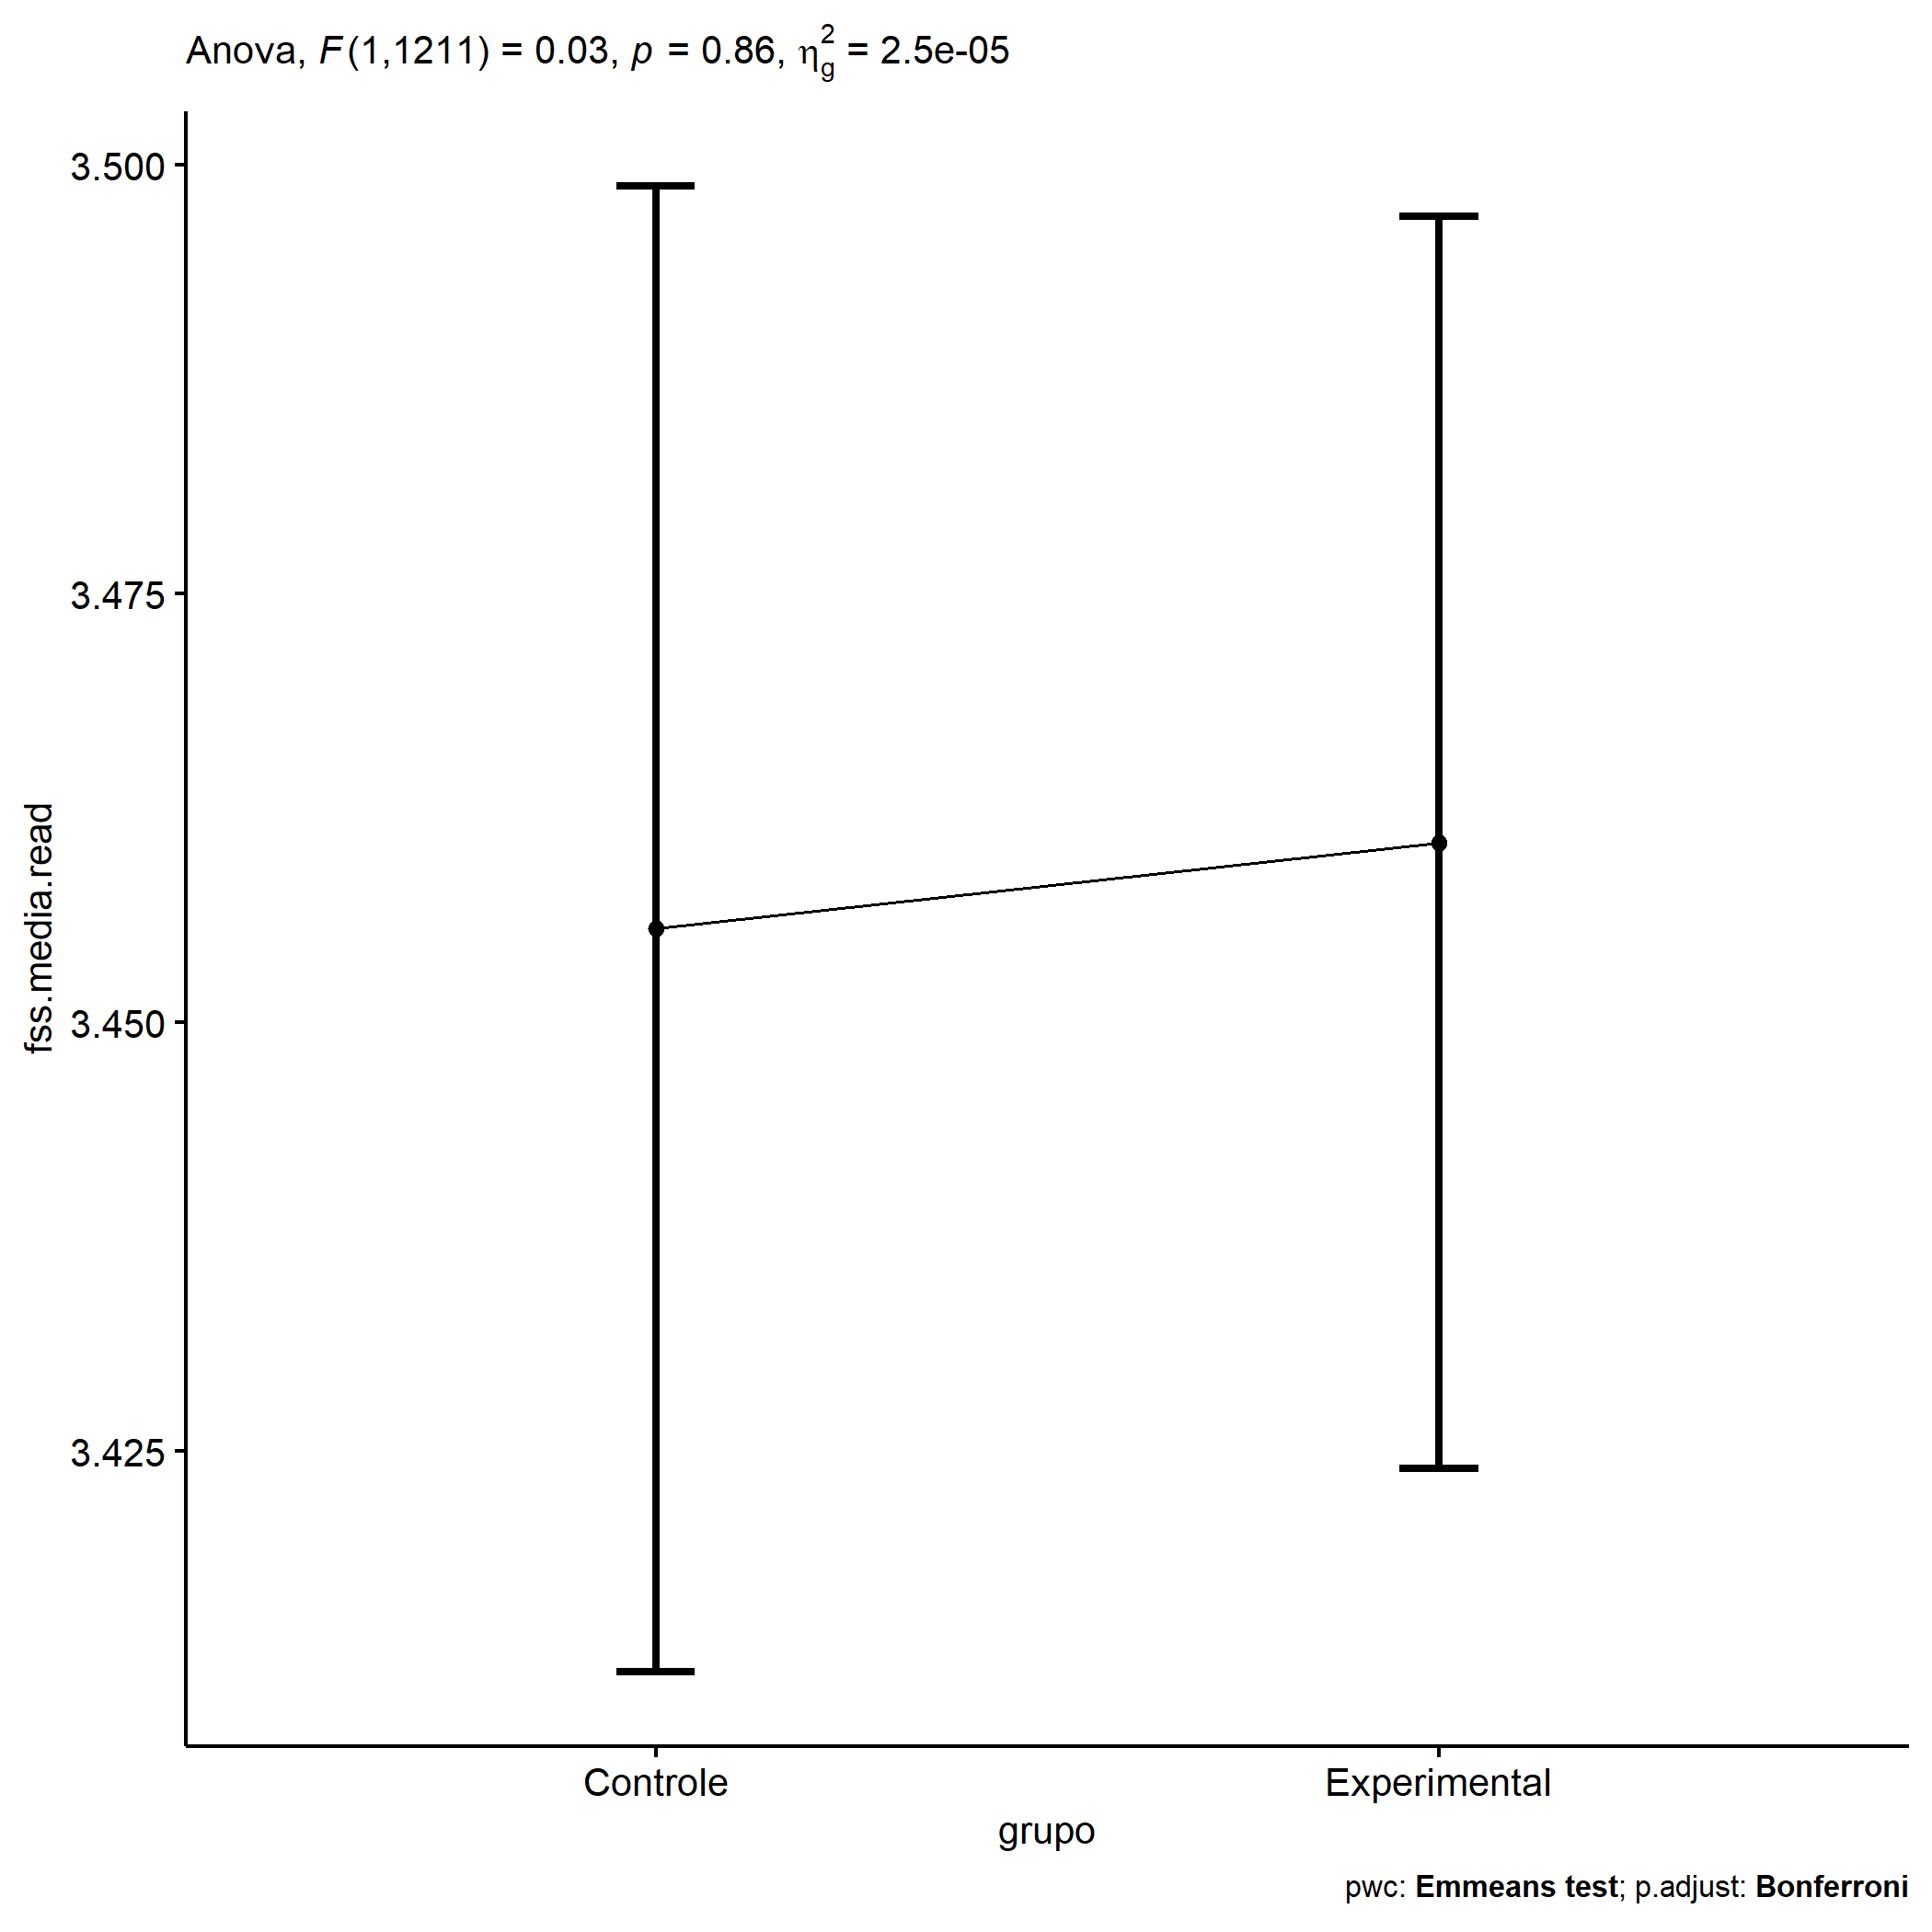 Anova, F(1,1211) = 0.03, p = 0.86, η²g = 2.5e-05
3.500
3.475
3.450
3.425
fss.media.read
Controle
Experimental
grupo
pwc: Emmeans test; p.adjust: Bonferroni